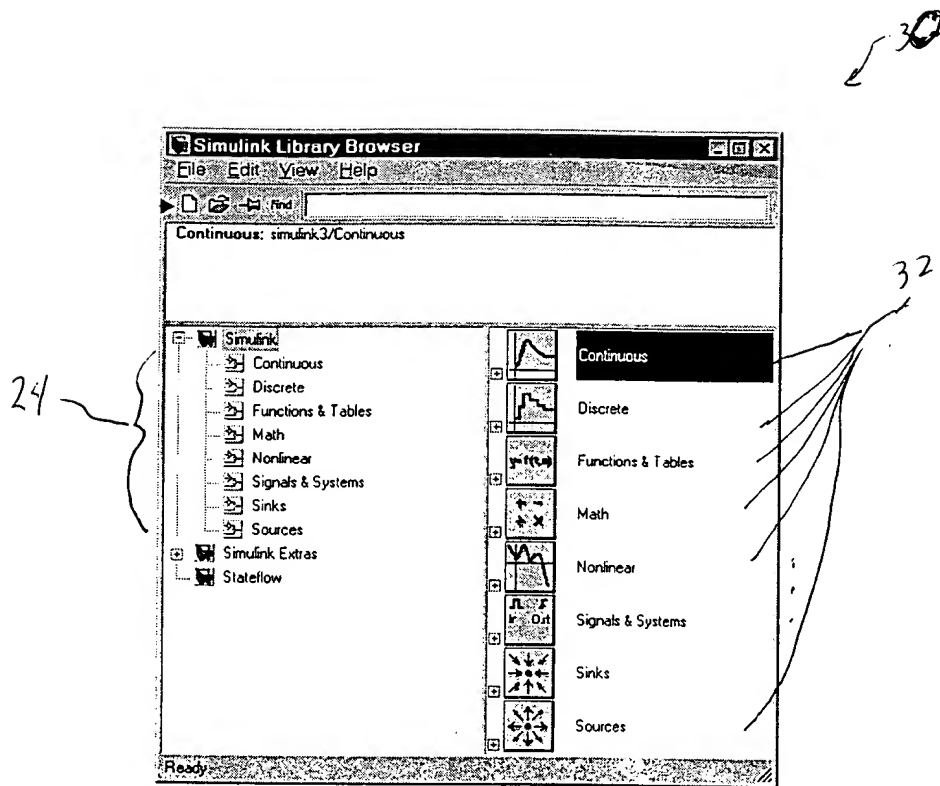 30
Simulink Library Browser
File Edit View Help
Find
Continuous: simulink3/Continuous
32
24
Simulink
Continuous
Discrete
Functions & Tables
Math
Nonlinear
Signals & Systems
Sinks
Sources
Simulink Extras
Stateflow
Continuous
Discrete
y=f(t,u)
Functions & Tables
Math
Nonlinear
Out
Signals & Systems
Sinks
Sources
Ready